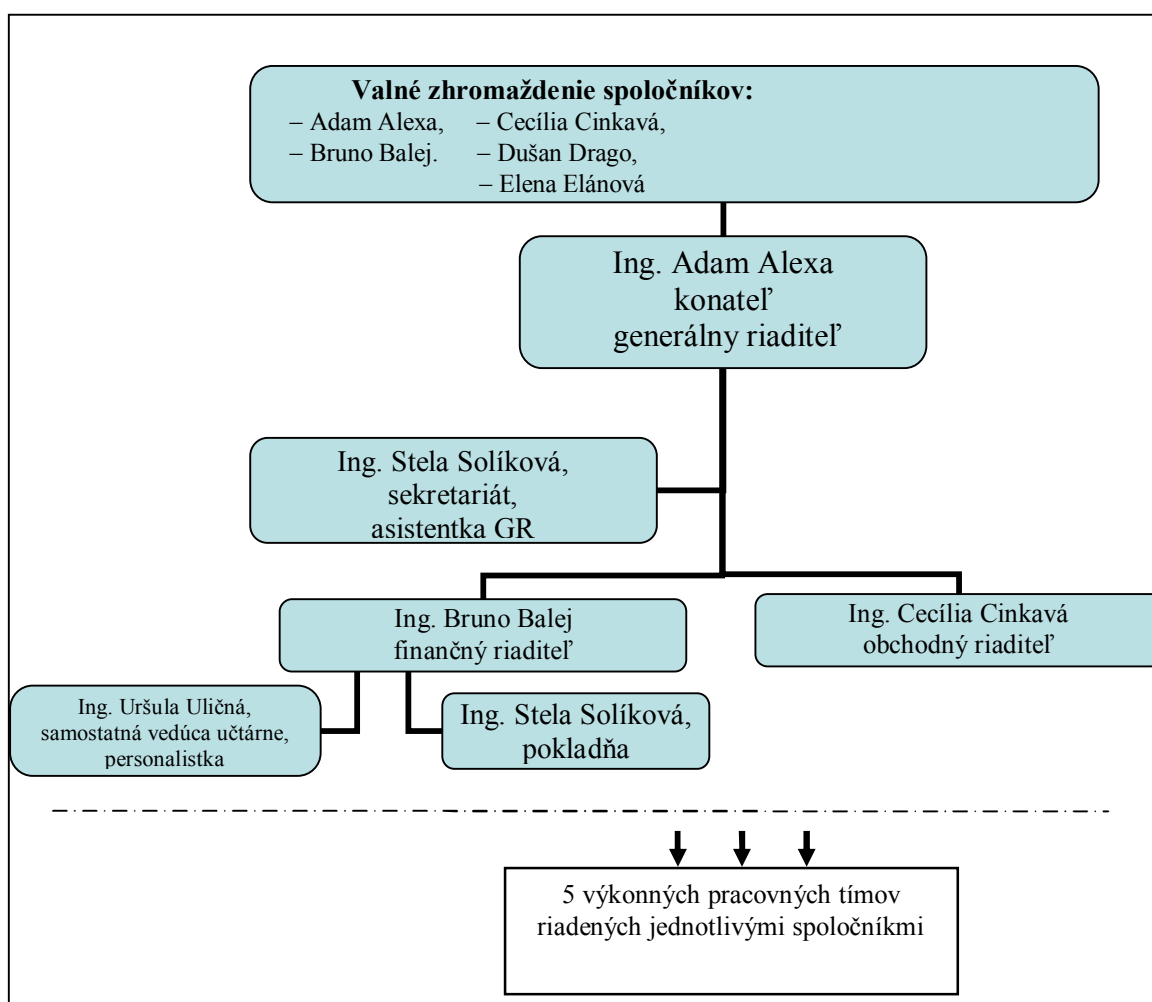 Valné zhromaždenie spoločníkov:
– Adam Alexa, – Cecília Cinkavá,
– Bruno Balej. – Dušan Drago,
– Elena Elánová
Ing. Adam Alexa
konateľ
generálny riaditeľ
Ing. Stela Solíková,
sekretariát,
asistentka GR
Ing. Bruno Balej
finančný riaditeľ
Ing. Cecília Cinkavá
obchodný riaditeľ
Ing. Uršula Uličná,
samostatná vedúca učtárne,
personalistka
Ing. Stela Solíková,
pokladňa
5 výkonných pracovných tímov
riadených jednotlivými spoločníkmi